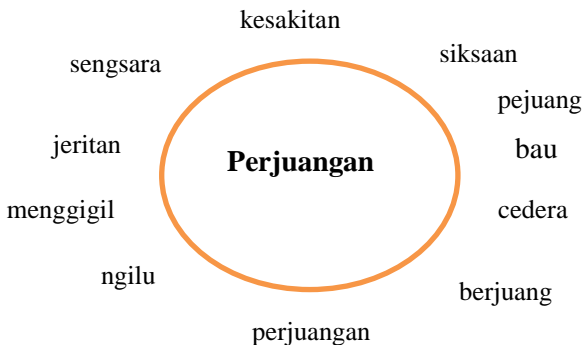 kesakitan
siksaan
sengsara
pejuang
jeritan
bau
Perjuangan
menggigil
cedera
ngilu
berjuang
perjuangan